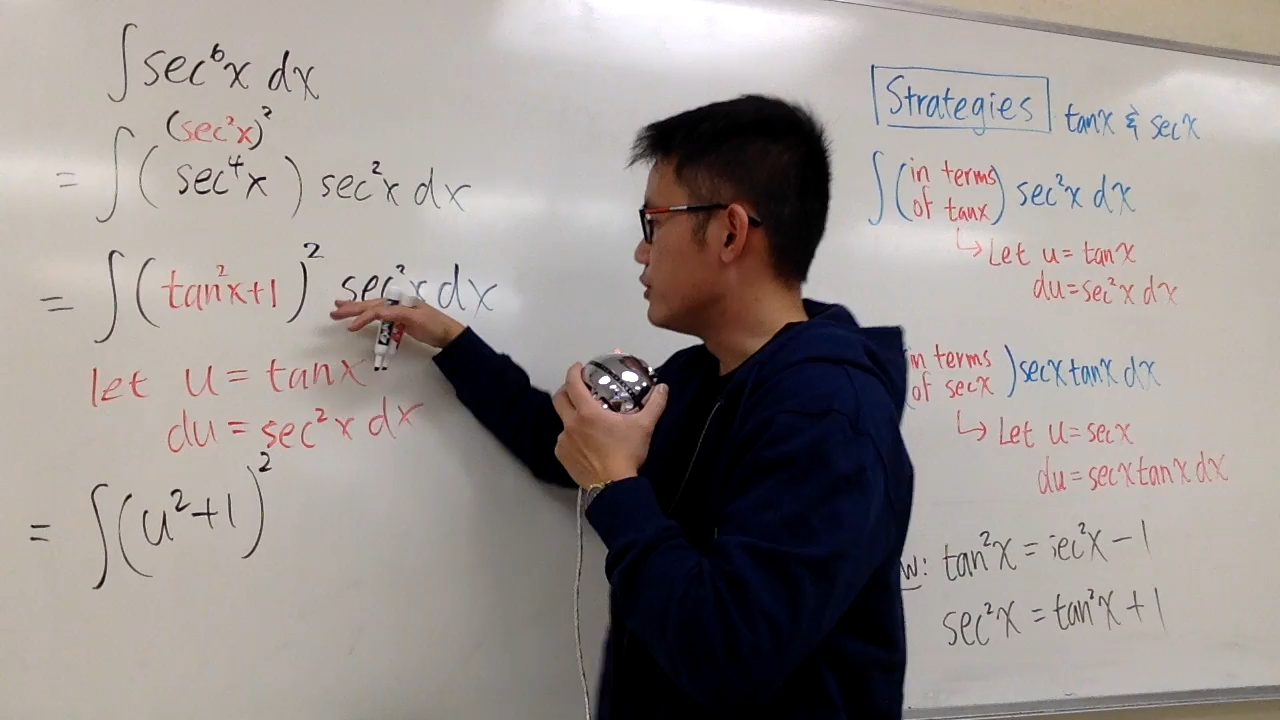 ∫ sec⁶x dx
(sec²x)²
= ∫ ( sec⁴x ) sec²x dx
= ∫ (tan²x+1)² sec²x dx
let u = tanx
du = sec²x dx
= ∫ (u²+1)²
Strategies tanx & secx
∫ (in terms of tanx) sec²x dx
↳ Let u = tanx
du = sec²x dx
in terms of secx ) secx tanx dx
↳ Let u = secx
du = secx tanx dx
w: tan²x = sec²x − 1
sec²x = tan²x + 1